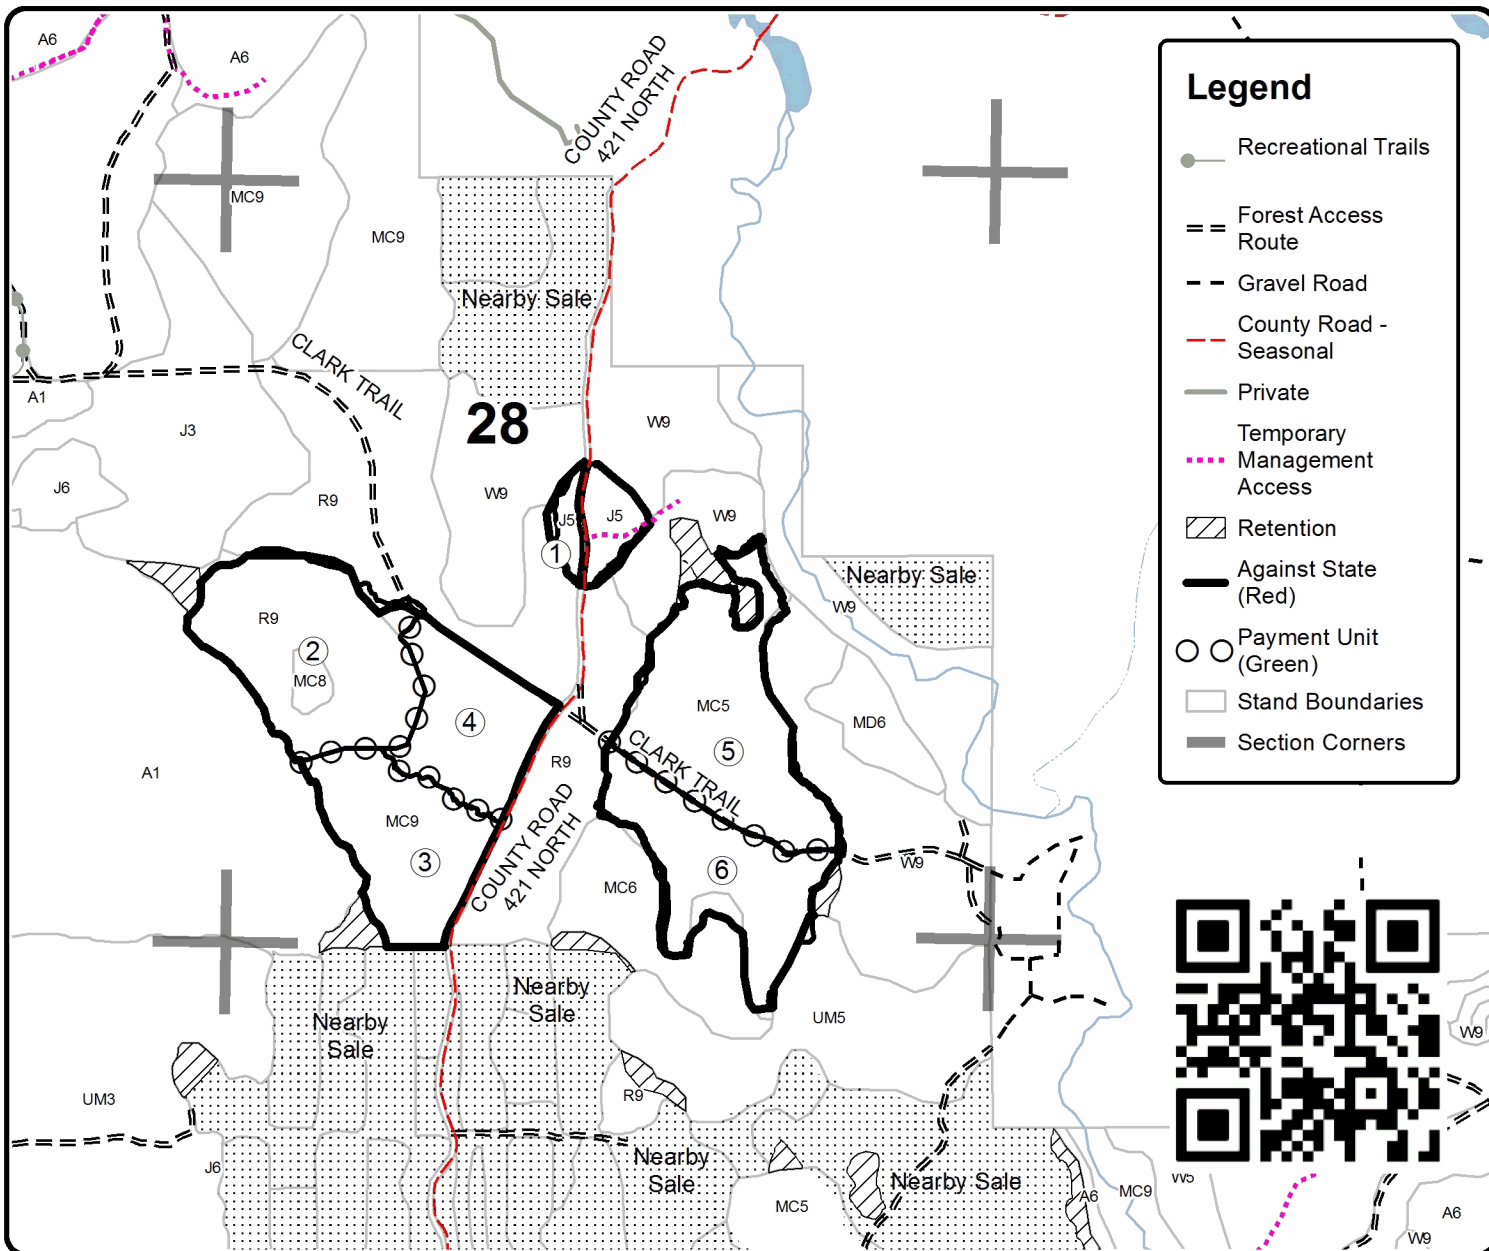 A6
A6
COUNTY ROAD
421 NORTH
MC9
MC9
Nearby Sale
CLARK TRAIL
A1
J3
28
W9
J6
R9
W9
J5
J5
W9
1
Nearby Sale
W9
R9
2
MC8
4
MC5
5
MD6
CLARK TRAIL
R9
A1
MC9
3
COUNTY ROAD
421 NORTH
6
MC6
W9
Nearby
Sale
Nearby
Sale
UM5
W9
UM3
R9
J6
Nearby
Sale
Nearby Sale
MC5
A6
MC9
W5
A6
W9
Legend
Recreational Trails
Forest Access
Route
Gravel Road
County Road -
Seasonal
Private
Temporary
Management
Access
Retention
Against State
(Red)
Payment Unit
(Green)
Stand Boundaries
Section Corners